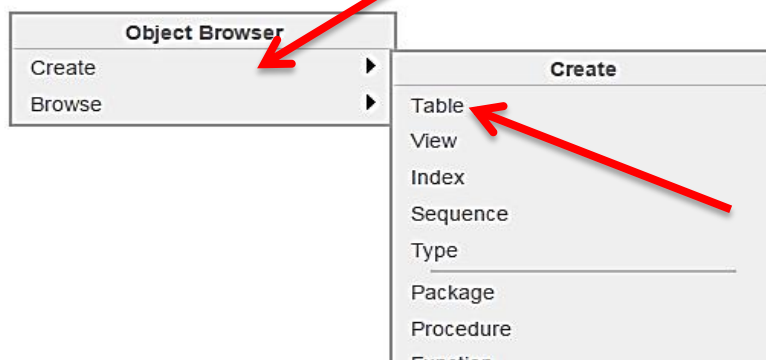 Object Browser
Create
Browse
Create
Table
View
Index
Sequence
Type
Package
Procedure